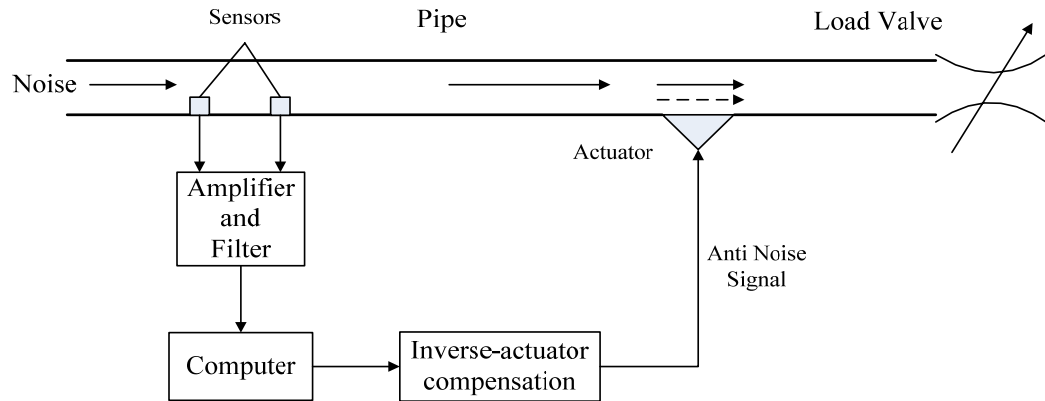 Sensors
Pipe
Load Valve
Noise
Actuator
Amplifier
and
Filter
Anti Noise
Signal
Computer
Inverse-actuator
compensation